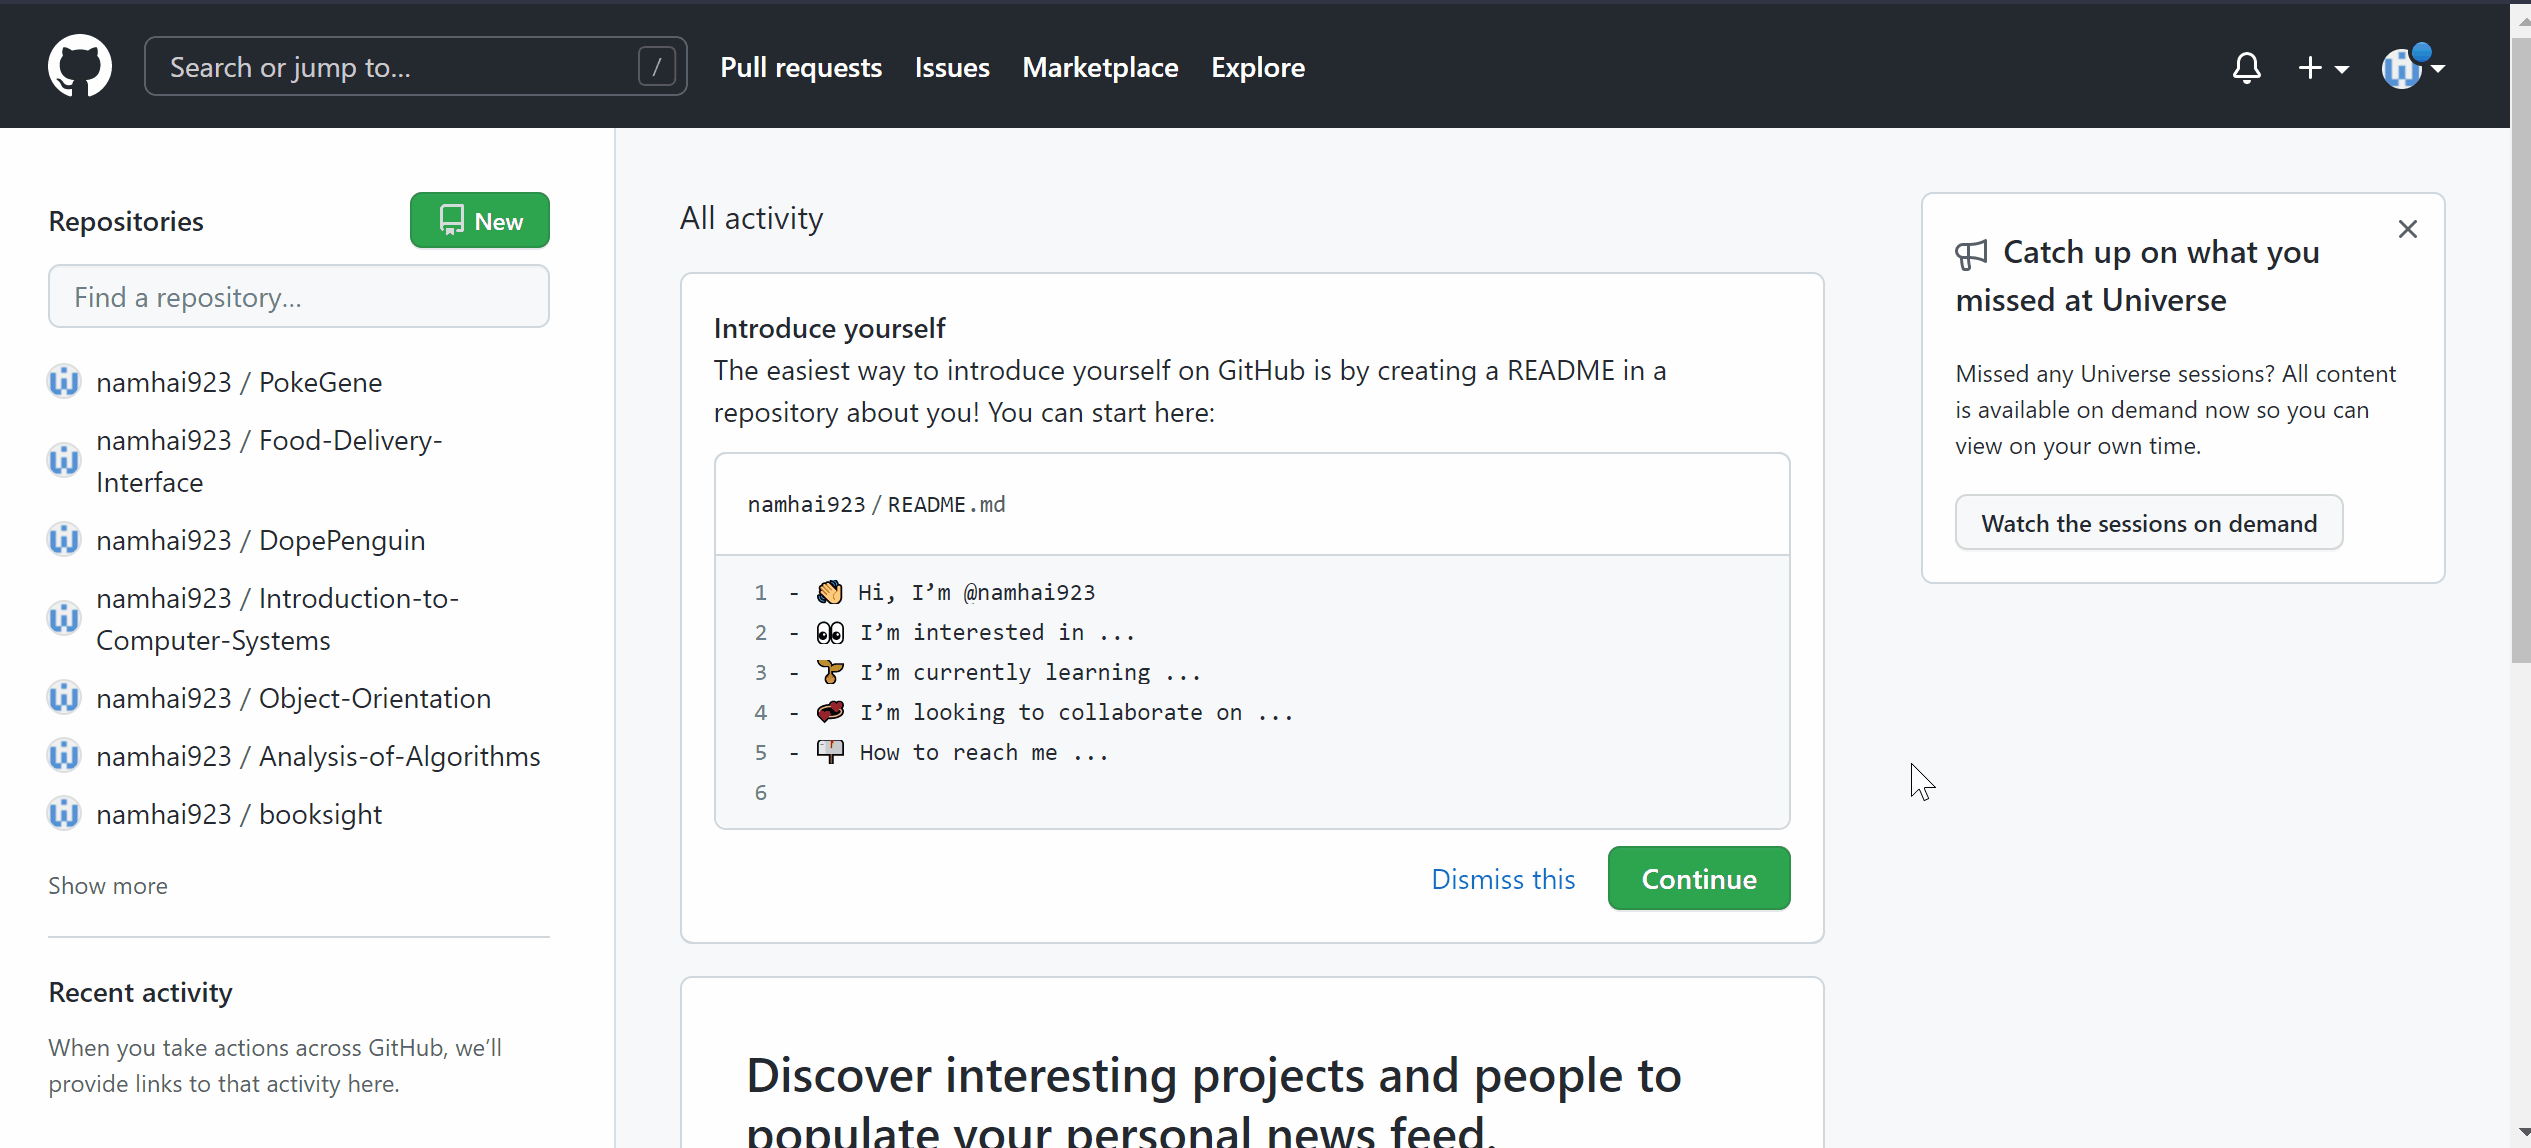 Search or jump to...
/
Pull requests
Issues
Marketplace
Explore
Repositories
New
Find a repository...
namhai923 / PokeGene
namhai923 / Food-Delivery-
Interface
namhai923 / DopePenguin
namhai923 / Introduction-to-
Computer-Systems
namhai923 / Object-Orientation
namhai923 / Analysis-of-Algorithms
namhai923 / booksight
Show more
Recent activity
When you take actions across GitHub, we’ll
provide links to that activity here.
All activity
Introduce yourself
The easiest way to introduce yourself on GitHub is by creating a README in a
repository about you! You can start here:
namhai923 / README.md
1 - 👋 Hi, I’m @namhai923
2 - 👀 I’m interested in ...
3 - 🌱 I’m currently learning ...
4 - 💞️ I’m looking to collaborate on ...
5 - 📫 How to reach me ...
6
Dismiss this
Continue
Discover interesting projects and people to
populate your personal news feed.
Catch up on what you
missed at Universe
Missed any Universe sessions? All content
is available on demand now so you can
view on your own time.
Watch the sessions on demand